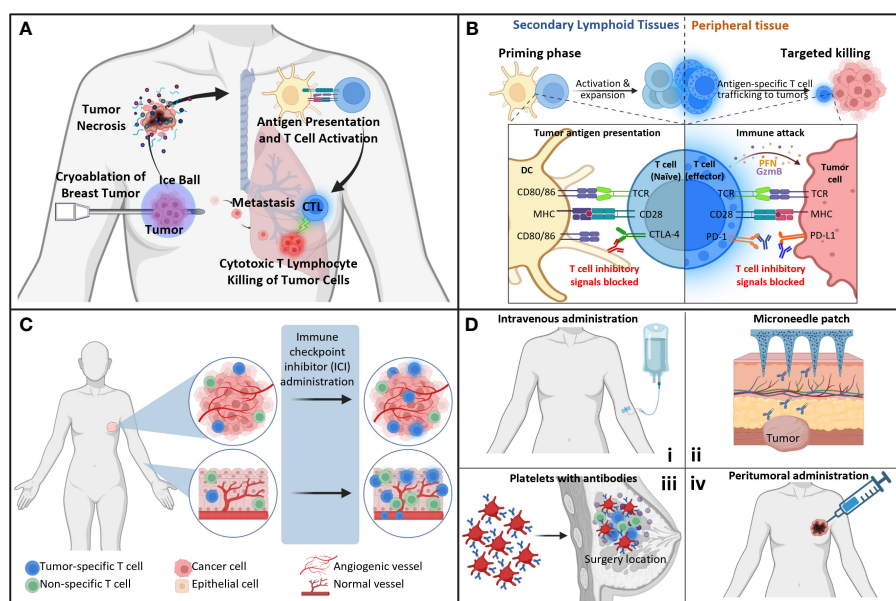 A
Tumor
Necrosis
Antigen Presentation
and T Cell Activation
Cryoablation of
Breast Tumor
Ice Ball
Tumor
Metastasis
CTL
Cytotoxic T Lymphocyte
Killing of Tumor Cells
B
Secondary Lymphoid Tissues
Peripheral tissue
Priming phase
Targeted killing
Activation &
expansion
Antigen-specific T cell
trafficking to tumors
Tumor antigen presentation
Immune attack
DC
T cell
(Naïve)
T cell
(effector)
PFN
GzmB
Tumor
cell
CD80/86
TCR
TCR
TCR
MHC
CD28
CD28
MHC
CD80/86
CTLA-4
PD-1
PD-L1
T cell inhibitory
signals blocked
T cell inhibitory
signals blocked
C
Immune
checkpoint
inhibitor (ICI)
administration
Tumor-specific T cell
Non-specific T cell
Cancer cell
Epithelial cell
Angiogenic vessel
Normal vessel
D
Intravenous administration
i
Microneedle patch
Tumor
ii
Platelets with antibodies
iii
Surgery location
iv
Peritumoral administration